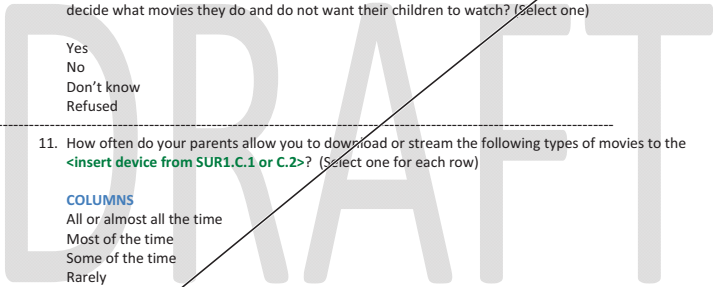 DRAFT
decide what movies they do and do not want their children to watch? (Select one)
Yes
No
Don't know
Refused
11. How often do your parents allow you to download or stream the following types of movies to the
<insert device from SUR1.C.1 or C.2>? (Select one for each row)
COLUMNS
All or almost all the time
Most of the time
Some of the time
Rarely